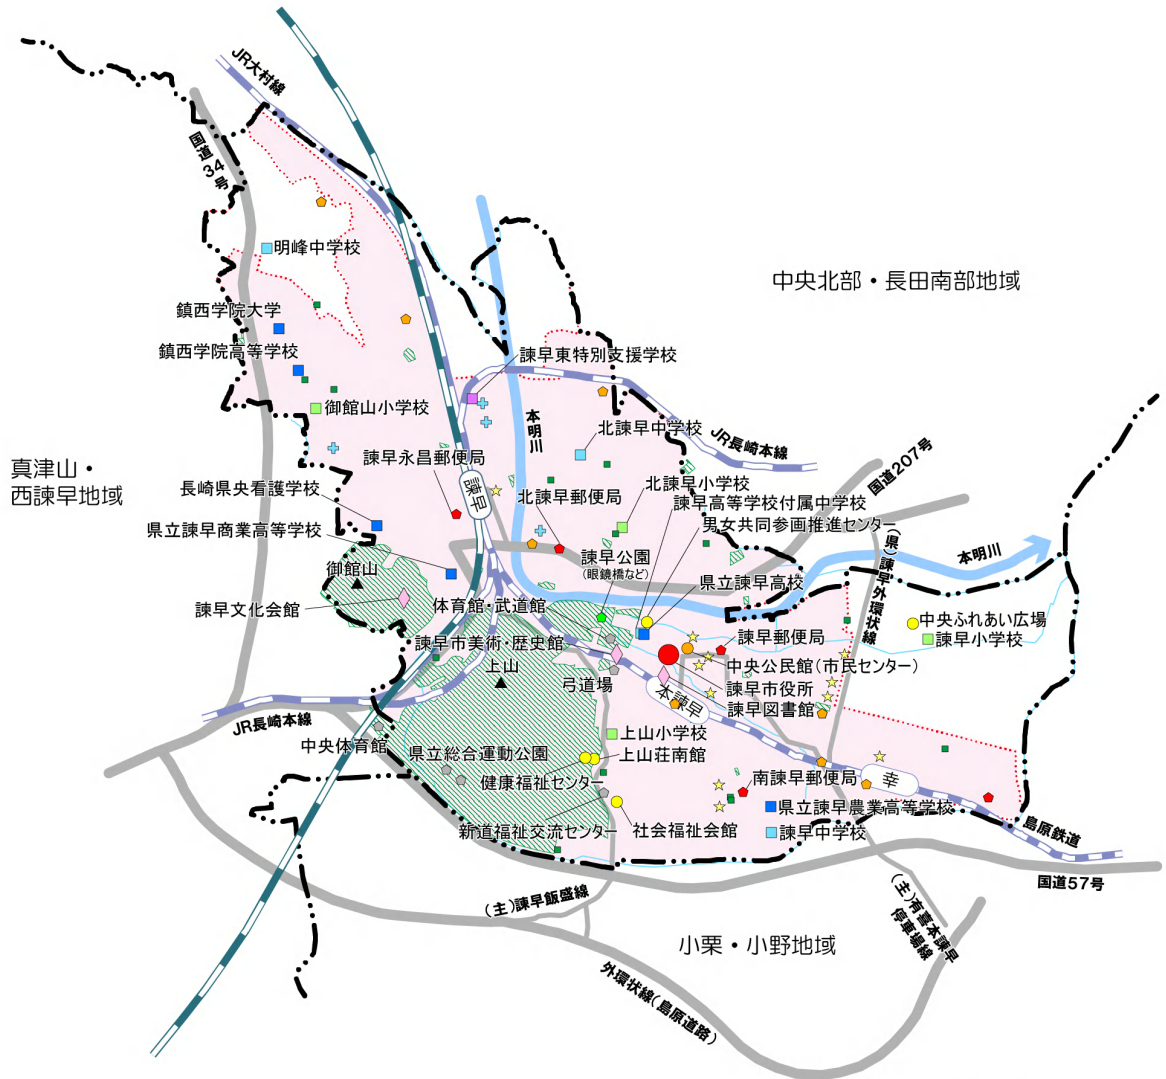 JR大村線
国道34号
明峰中学校
中央北部・長田南部地域
鎮西学院大学
鎮西学院高等学校
諫早東特別支援学校
御館山小学校
本明川
北諫早中学校
JR長崎本線
国道207号
真津山・
西諫早地域
諫早永昌郵便局
長崎県央看護学校
諫早
北諫早郵便局
北諫早小学校
諫早高等学校付属中学校
男女共同参画推進センター
県立諫早商業高等学校
御館山
諫早公園
(眼鏡橋など)
県立諫早高校
(県)諫早外環状線
本明川
諫早文化会館
体育館・武道館
中央ふれあい広場
諫早小学校
諫早市美術・歴史館
諫早郵便局
上山
中央公民館(市民センター)
弓道場
諫早市役所
本諫早
諫早図書館
JR長崎本線
中央体育館
上山小学校
県立総合運動公園
上山荘南館
健康福祉センター
南諫早郵便局
幸
県立諫早農業高等学校
新道福祉交流センター
社会福祉会館
諫早中学校
島原鉄道
国道57号
(主)諫早飯盛線
(主)有喜本諫早
停車場線
小栗・小野地域
外環状線(島原道路)